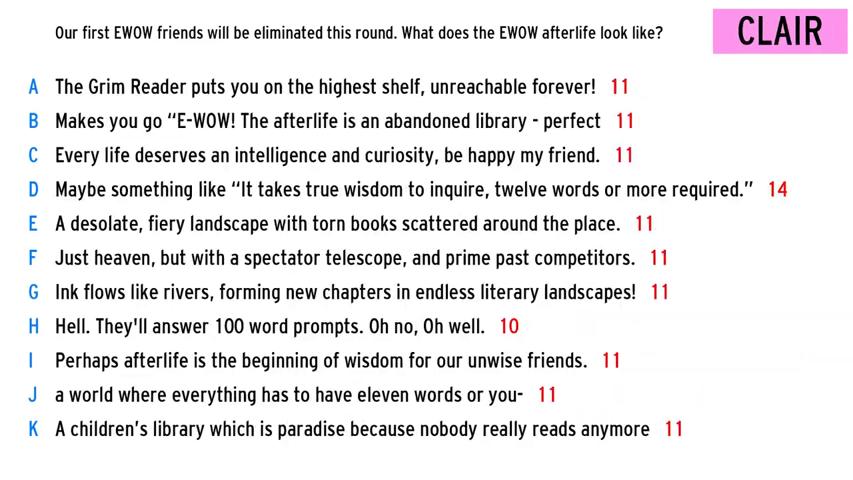 Our first EWOW friends will be eliminated this round. What does the EWOW afterlife look like?
CLAIR
A The Grim Reader puts you on the highest shelf, unreachable forever! 11
B Makes you go “E-WOW! The afterlife is an abandoned library - perfect 11
C Every life deserves an intelligence and curiosity, be happy my friend. 11
D Maybe something like “It takes true wisdom to inquire, twelve words or more required.” 14
E A desolate, fiery landscape with torn books scattered around the place. 11
F Just heaven, but with a spectator telescope, and prime past competitors. 11
G Ink flows like rivers, forming new chapters in endless literary landscapes! 11
H Hell. They'll answer 100 word prompts. Oh no, Oh well. 10
I Perhaps afterlife is the beginning of wisdom for our unwise friends. 11
J a world where everything has to have eleven words or you- 11
K A children’s library which is paradise because nobody really reads anymore 11